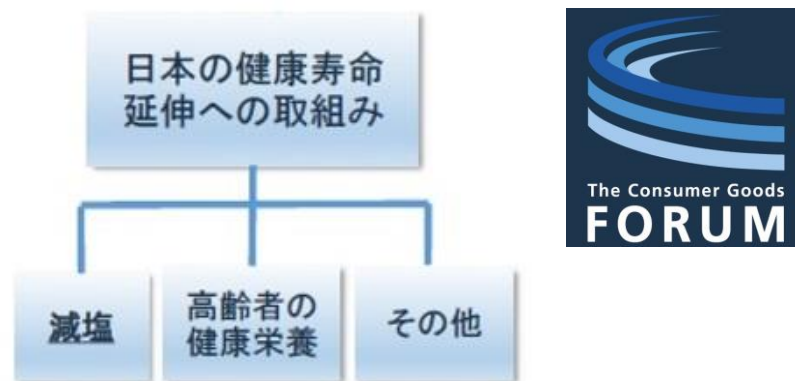 日本の健康寿命
延伸への取組み
減塩
高齢者の
健康栄養
その他
The Consumer Goods
FORUM